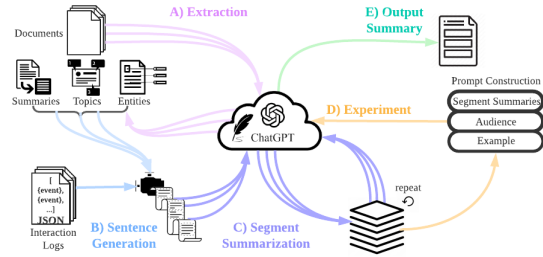 A) Extraction
Documents
Summaries
Topics
Entities
ChatGPT
E) Output
Summary
Prompt Construction
Segment Summaries
Audience
Example
D) Experiment
[
{event},
{event},
...]
JSON
Interaction
Logs
B) Sentence
Generation
C) Segment
Summarization
repeat